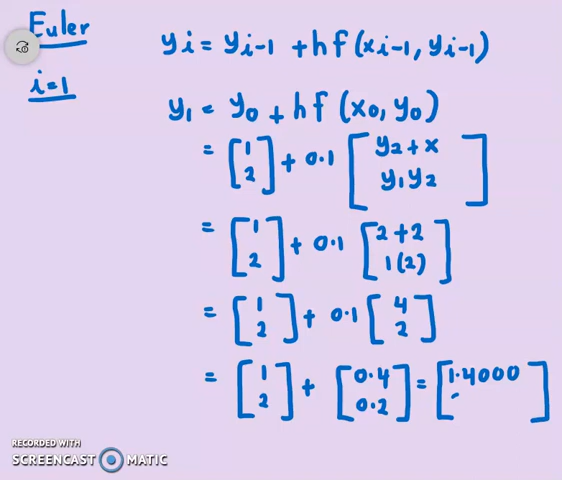 Euler
yi = yi-1 + hf(xi-1, yi-1)
i=1
y1 = y0 + hf(x0, y0)
= [1 2] + 0.1 [y2 + x y1y2]
= [1 2] + 0.1 [2+2 1(2)]
= [1 2] + 0.1 [4 2]
= [1 2] + [0.4 0.2] = [1.4000 ]
RECORDED WITH
SCREENCAST MATIC